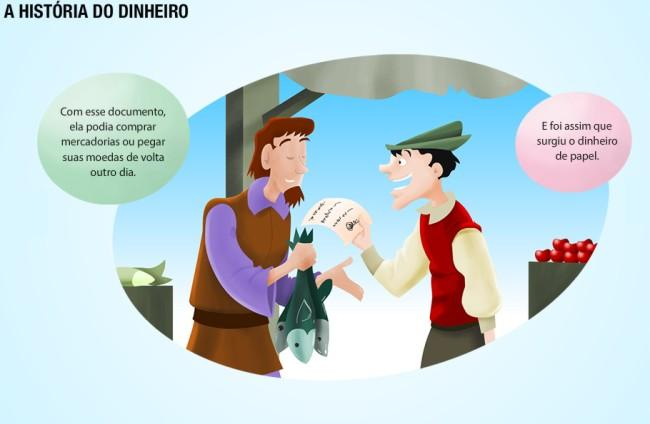 A HISTÓRIA DO DINHEIRO
Com esse documento,
ela podia comprar
mercadorias ou pegar
suas moedas de volta
outro dia.
E foi assim que
surgiu o dinheiro
de papel.